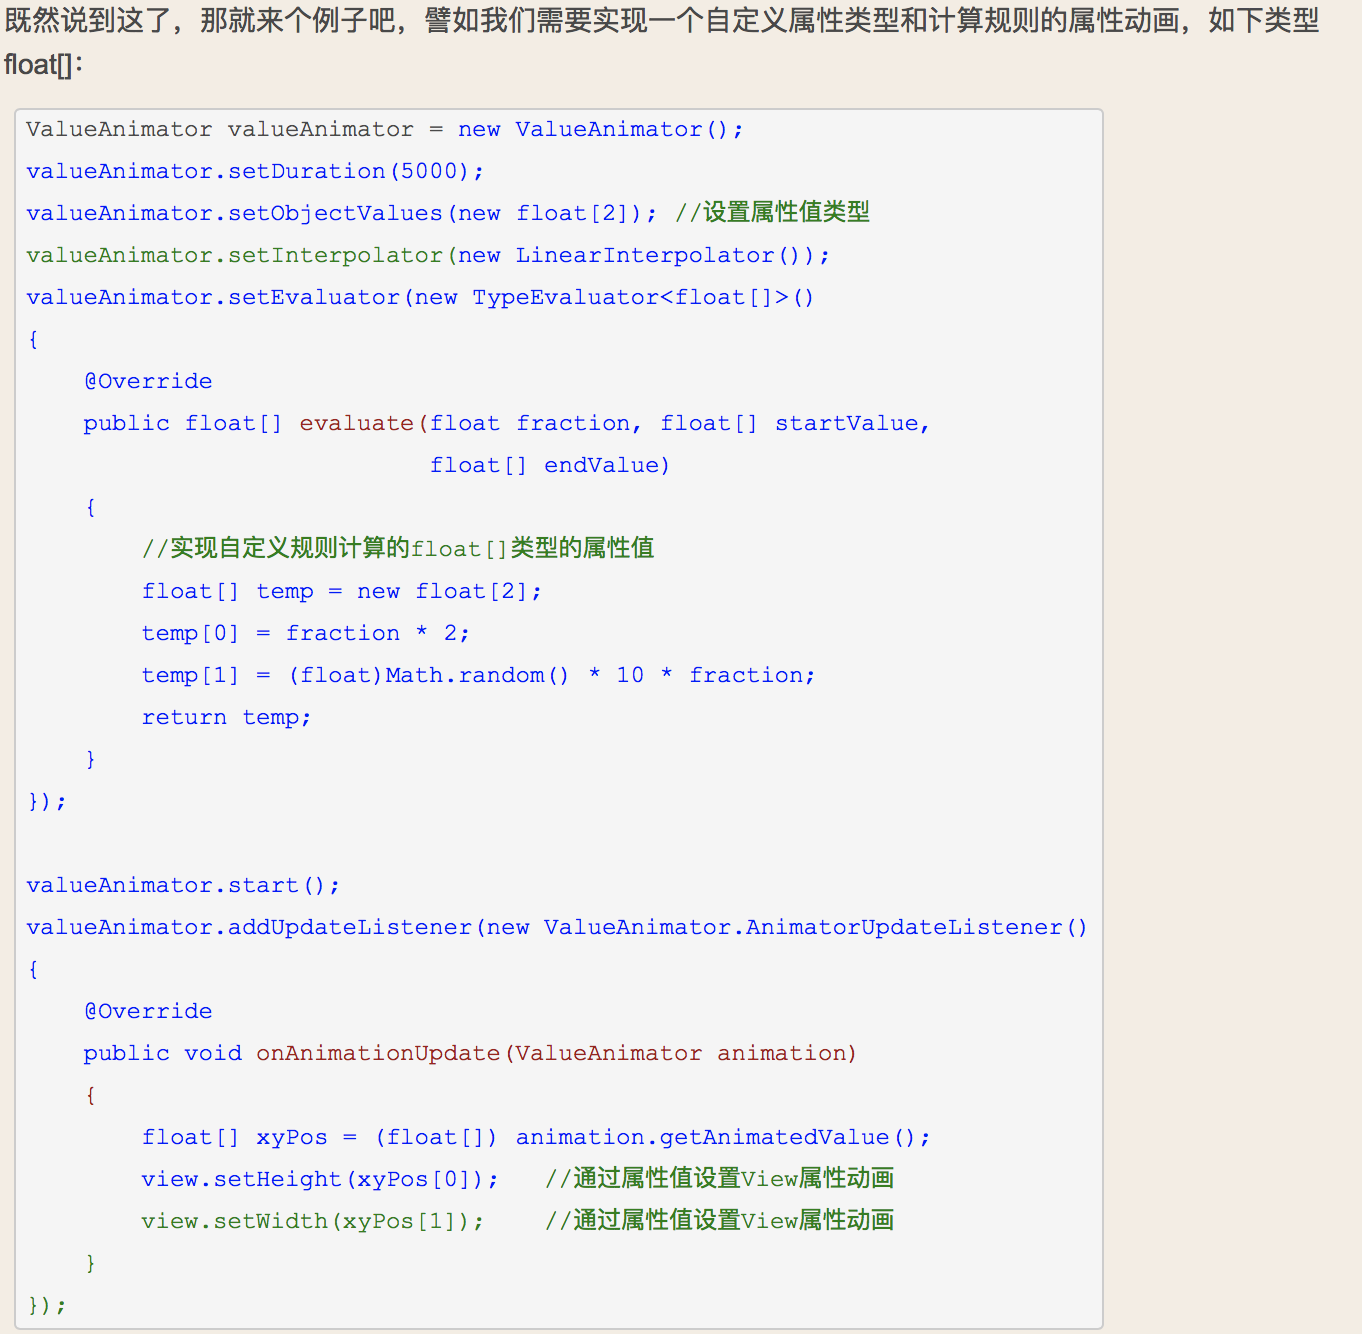 既然说到这了，那就来个例子吧，譬如我们需要实现一个自定义属性类型和计算规则的属性动画，如下类型
float[]：
ValueAnimator valueAnimator = new ValueAnimator();
valueAnimator.setDuration(5000);
valueAnimator.setObjectValues(new float[2]); //设置属性值类型
valueAnimator.setInterpolator(new LinearInterpolator());
valueAnimator.setEvaluator(new TypeEvaluator<float[]>()
{
    @Override
    public float[] evaluate(float fraction, float[] startValue,
                            float[] endValue)
    {
        //实现自定义规则计算的float[]类型的属性值
        float[] temp = new float[2];
        temp[0] = fraction * 2;
        temp[1] = (float)Math.random() * 10 * fraction;
        return temp;
    }
});
valueAnimator.start();
valueAnimator.addUpdateListener(new ValueAnimator.AnimatorUpdateListener()
{
    @Override
    public void onAnimationUpdate(ValueAnimator animation)
    {
        float[] xyPos = (float[]) animation.getAnimatedValue();
        view.setHeight(xyPos[0]);   //通过属性值设置View属性动画
        view.setWidth(xyPos[1]);    //通过属性值设置View属性动画
    }
});